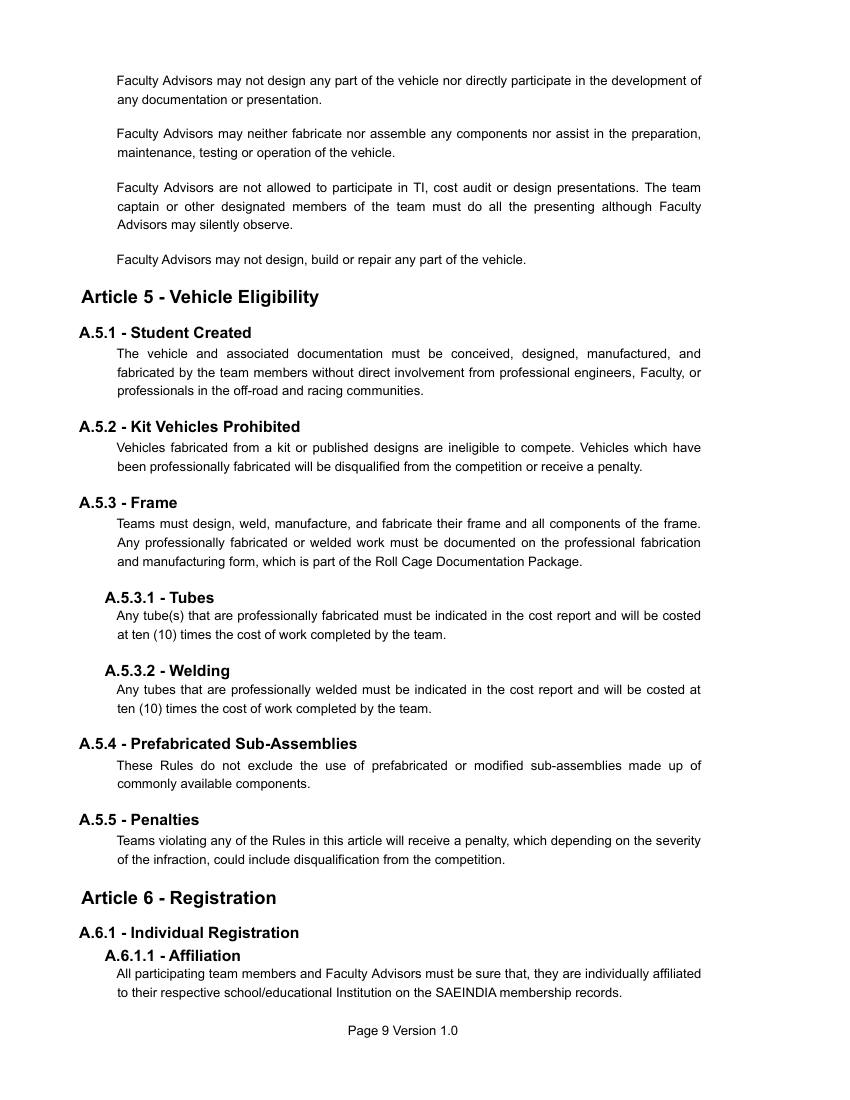 Faculty Advisors may not design any part of the vehicle nor directly participate in the development of
any documentation or presentation.
Faculty Advisors may neither fabricate nor assemble any components nor assist in the preparation,
maintenance, testing or operation of the vehicle.
Faculty Advisors are not allowed to participate in TI, cost audit or design presentations. The team
captain or other designated members of the team must do all the presenting although Faculty
Advisors may silently observe.
Faculty Advisors may not design, build or repair any part of the vehicle.
Article 5 - Vehicle Eligibility
A.5.1 - Student Created
The vehicle and associated documentation must be conceived, designed, manufactured, and
fabricated by the team members without direct involvement from professional engineers, Faculty, or
professionals in the off-road and racing communities.
A.5.2 - Kit Vehicles Prohibited
Vehicles fabricated from a kit or published designs are ineligible to compete. Vehicles which have
been professionally fabricated will be disqualified from the competition or receive a penalty.
A.5.3 - Frame
Teams must design, weld, manufacture, and fabricate their frame and all components of the frame.
Any professionally fabricated or welded work must be documented on the professional fabrication
and manufacturing form, which is part of the Roll Cage Documentation Package.
A.5.3.1 - Tubes
Any tube(s) that are professionally fabricated must be indicated in the cost report and will be costed
at ten (10) times the cost of work completed by the team.
A.5.3.2 - Welding
Any tubes that are professionally welded must be indicated in the cost report and will be costed at
ten (10) times the cost of work completed by the team.
A.5.4 - Prefabricated Sub-Assemblies
These Rules do not exclude the use of prefabricated or modified sub-assemblies made up of
commonly available components.
A.5.5 - Penalties
Teams violating any of the Rules in this article will receive a penalty, which depending on the severity
of the infraction, could include disqualification from the competition.
Article 6 - Registration
A.6.1 - Individual Registration
A.6.1.1 - Affiliation
All participating team members and Faculty Advisors must be sure that, they are individually affiliated
to their respective school/educational Institution on the SAEINDIA membership records.
Page 9 Version 1.0